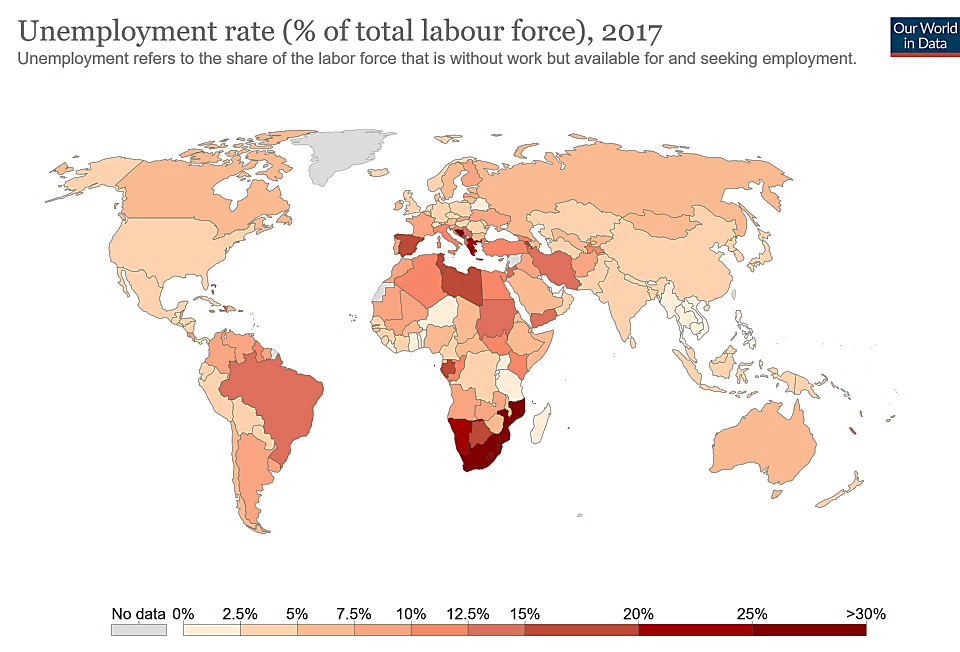 Unemployment rate (% of total labour force), 2017
Our World
in Data
Unemployment refers to the share of the labor force that is without work but available for and seeking employment.
No data 0% 2.5% 5% 7.5% 10% 12.5% 15% 20% 25% >30%